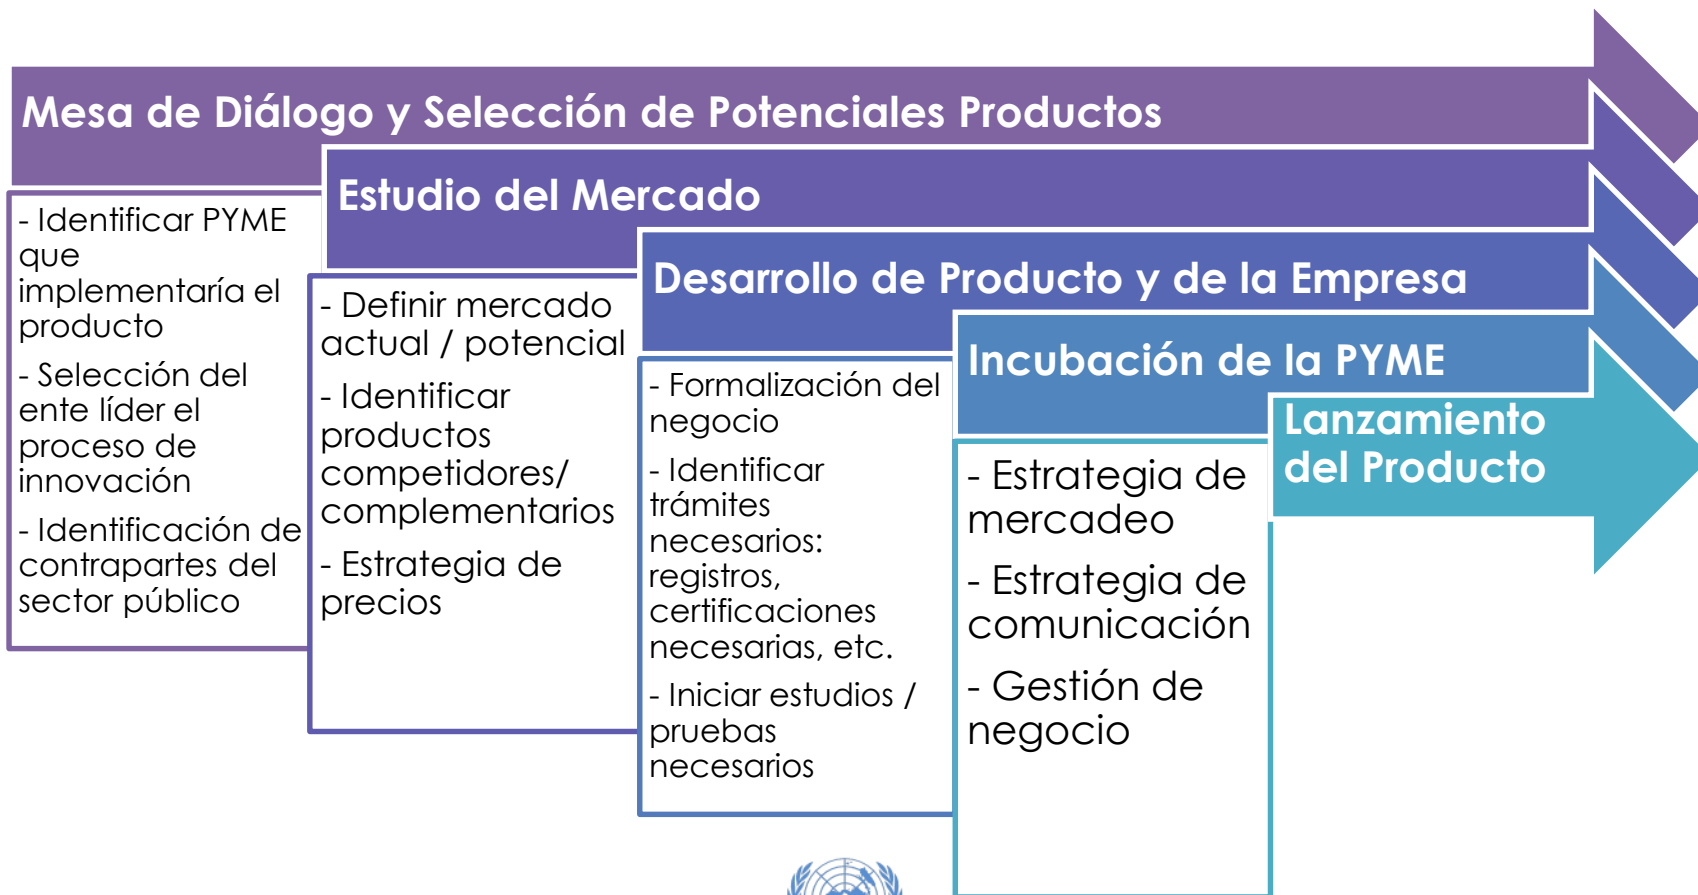 Mesa de Diálogo y Selección de Potenciales Productos
- Identificar PYME
que
implementaría el
producto
- Selección del
ente líder el
proceso de
innovación
- Identificación de
contrapartes del
sector público
Estudio del Mercado
- Definir mercado
actual / potencial
- Identificar
productos
competidores/
complementarios
- Estrategia de
precios
Desarrollo de Producto y de la Empresa
- Formalización del
negocio
- Identificar
trámites
necesarios:
registros,
certificaciones
necesarias, etc.
- Iniciar estudios /
pruebas
necesarios
Incubación de la PYME
- Estrategia de
mercadeo
- Estrategia de
comunicación
- Gestión de
negocio
Lanzamiento
del Producto